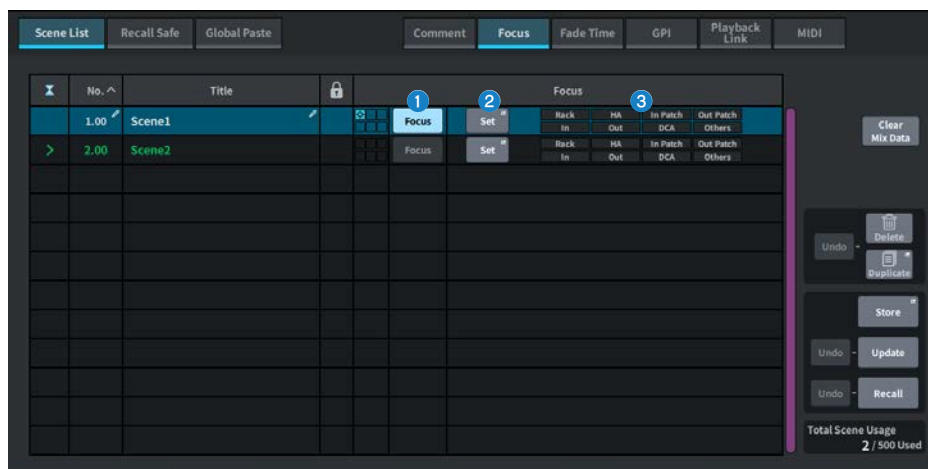 Scene List Recall Safe Global Paste Comment Focus Fade Time GPI Playback Link MIDI
No. Title Focus
1 2 3
1.00 Scene1 Focus Set Rack HA In Patch Out Patch
In Out DCA Others
2.00 Scene2 Focus Set Rack HA In Patch Out Patch
In Out DCA Others
Clear
Mix Data
Undo - Delete
Duplicate
Store
Undo - Update
Undo - Recall
Total Scene Usage
2 / 500 Used